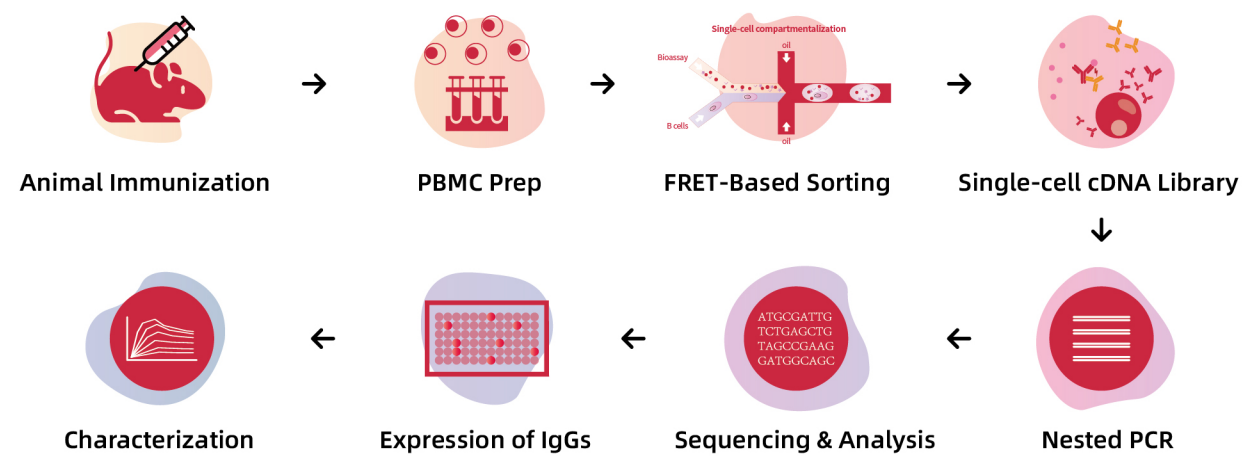 Single-cell compartmentalization
oil
Bioassay
B cells
oil
Animal Immunization
PBMC Prep
FRET-Based Sorting
Single-cell cDNA Library
ATGCGATTG
TCTGAGCTG
TAGCCGAAG
GATGGCAGC
Characterization
Expression of IgGs
Sequencing & Analysis
Nested PCR